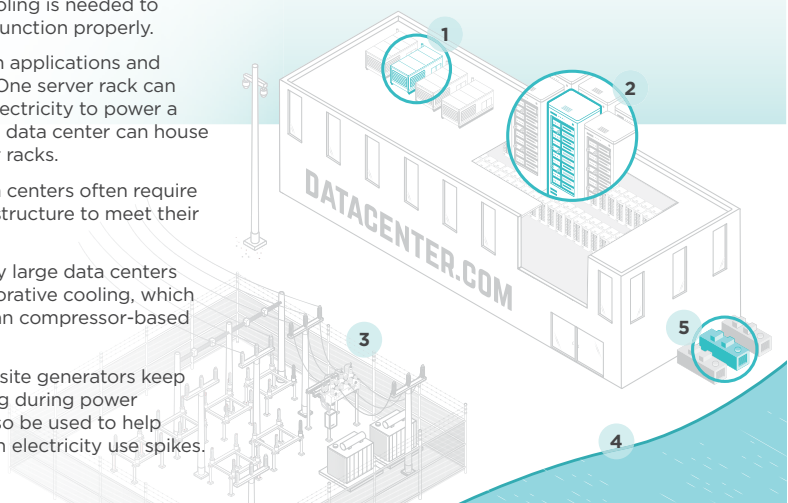 oling is needed to
unction properly.
n applications and
One server rack can
lectricity to power a
data center can house
racks.
n centers often require
structure to meet their
y large data centers
orative cooling, which
an compressor-based
site generators keep
g during power
so be used to help
n electricity use spikes.
1
2
DATACENTER.COM
3
5
4